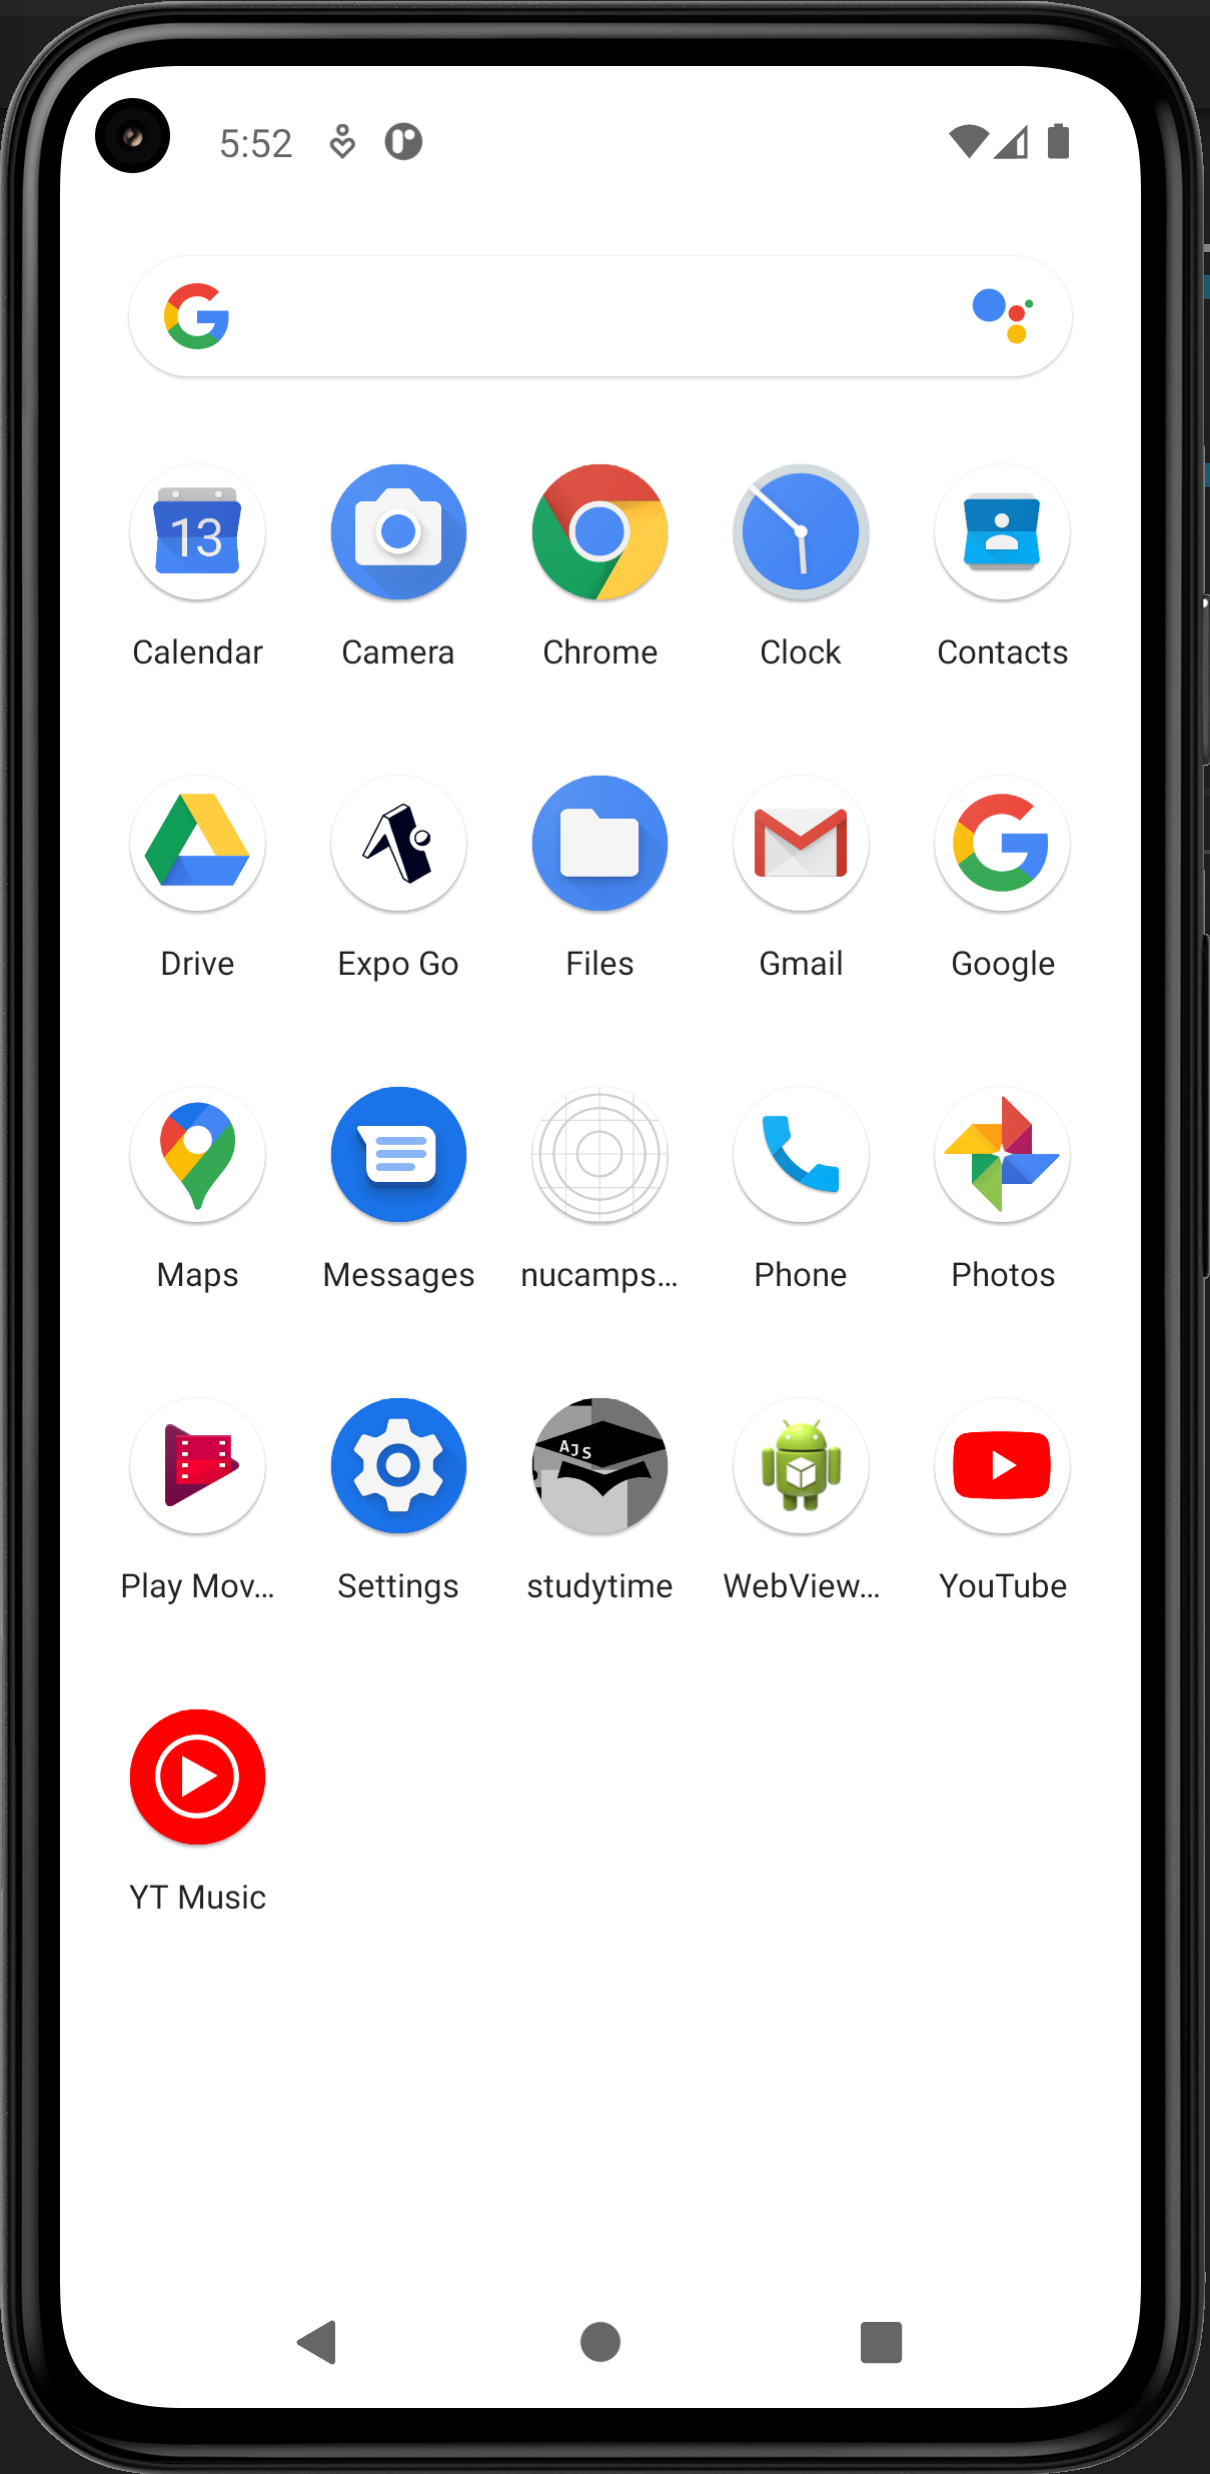 5:52
Calendar Camera Chrome Clock Contacts
13
Drive Expo Go Files Gmail Google
Maps Messages nucamps... Phone Photos
AJS
Play Mov... Settings studytime WebView... YouTube
YT Music